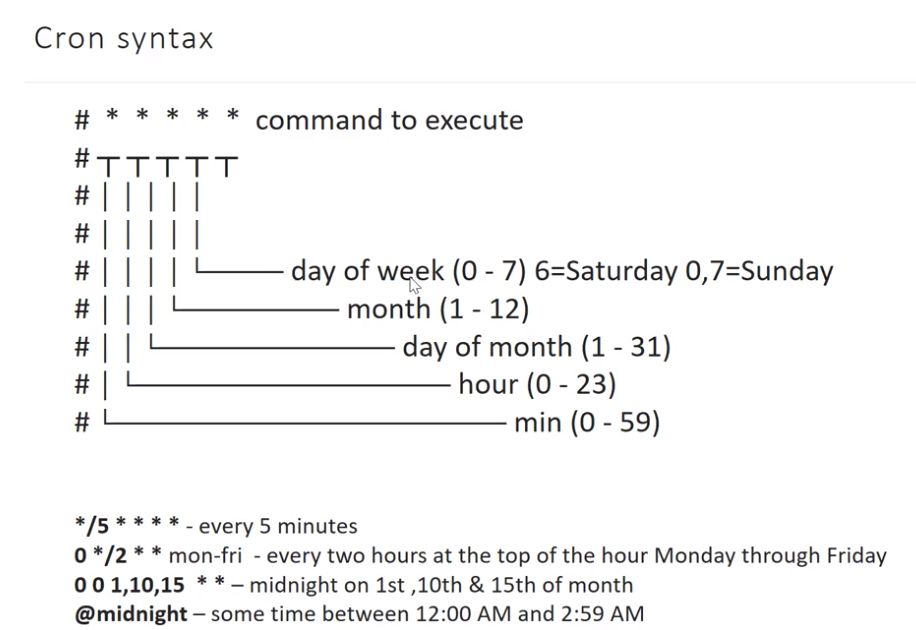 Cron syntax
# * * * * * command to execute
# ┬ ┬ ┬ ┬ ┬
# │ │ │ │ │
# │ │ │ │ │
# │ │ │ │ └───── day of week (0 - 7) 6=Saturday 0,7=Sunday
# │ │ │ └────────── month (1 - 12)
# │ │ └─────────────── day of month (1 - 31)
# │ └──────────────────── hour (0 - 23)
# └───────────────────────── min (0 - 59)
*/5 * * * * - every 5 minutes
0 */2 * * mon-fri - every two hours at the top of the hour Monday through Friday
0 0 1,10,15 * * – midnight on 1st ,10th & 15th of month
@midnight – some time between 12:00 AM and 2:59 AM